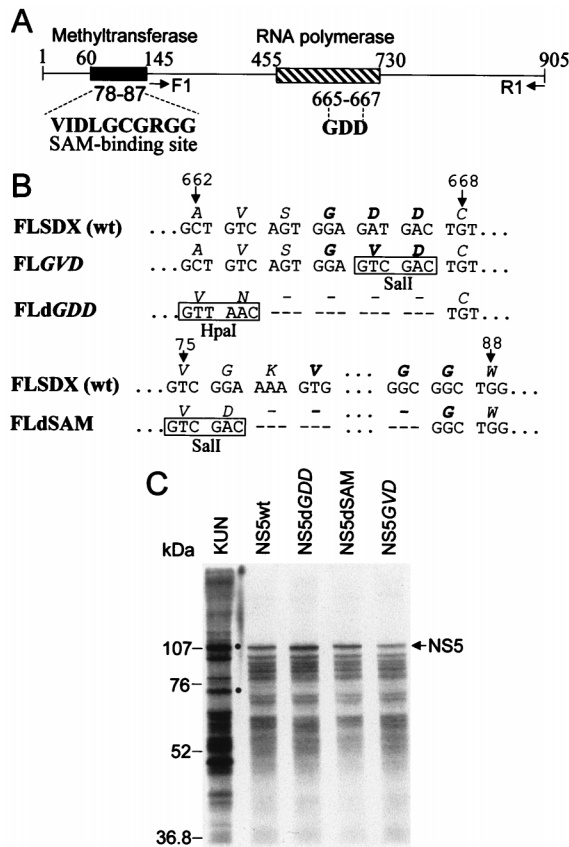 A
Methyltransferase RNA polymerase
1 60 145 455 730 905
F1 R1
78-87 665-667
VIDLGCGRGG GDD
SAM-binding site
B
662 668
A V S G D D C
FLSDX (wt) ...GCT GTC AGT GGA GAT GAC TGT...
A V S G V D C
FLGVD ...GCT GTC AGT GGA GTC GAC TGT...
SalI
V N – – – – C
FLdGDD ...GTT AAC --- --- --- --- TGT...
HpaI
75 88
V G K V ... G G W
FLSDX (wt) ...GTC GGA AAA GTG ... GGC GGC TGG...
V D – – ... – G W
FLdSAM ...GTC GAC --- --- ... --- GGC TGG...
SalI
C
kDa KUN NS5wt NS5dGDD NS5dSAM NS5GVD
107 NS5
76
52
36.8